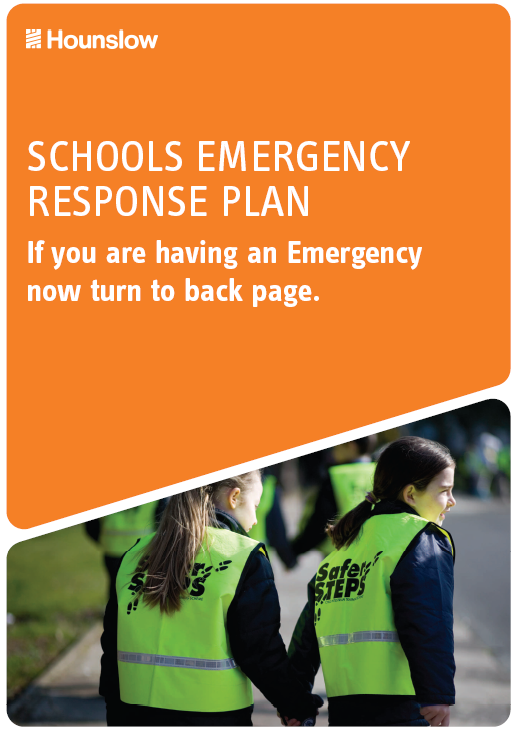 Hounslow
SCHOOLS EMERGENCY
RESPONSE PLAN
If you are having an Emergency
now turn to back page.
STEPS
Safer
STEPS